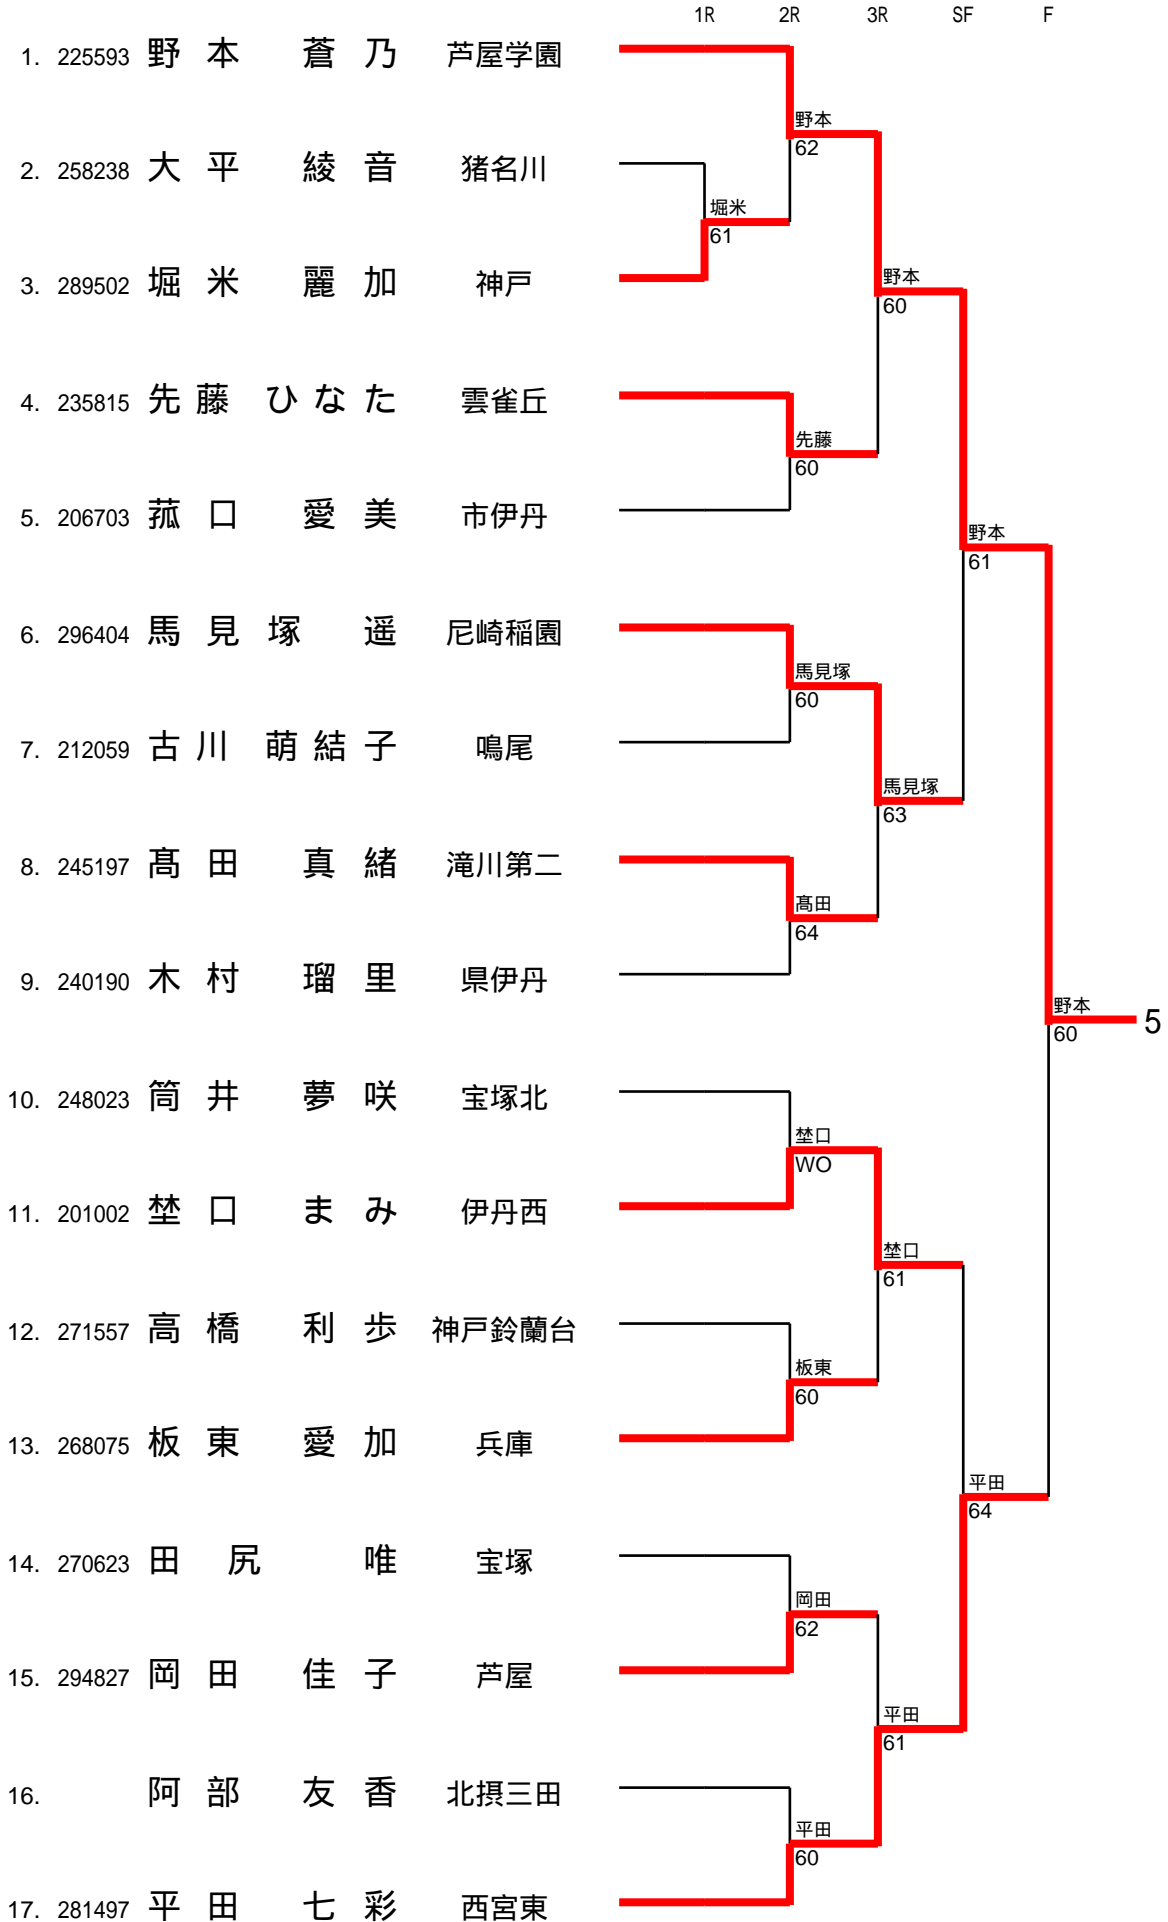 1R 2R 3R SF F
1. 225593 野本 蒼乃 芦屋学園
野本
62
2. 258238 大平 綾音 猪名川
堀米
61
3. 289502 堀米 麗加 神戸
野本
60
4. 235815 先藤 ひなた 雲雀丘
先藤
60
5. 206703 菰口 愛美 市伊丹
野本
61
6. 296404 馬見塚 遥 尼崎稲園
馬見塚
60
7. 212059 古川 萌結子 鳴尾
馬見塚
63
8. 245197 髙田 真緒 滝川第二
髙田
64
9. 240190 木村 瑠里 県伊丹
野本
60
5
10. 248023 筒井 夢咲 宝塚北
埜口
WO
11. 201002 埜口 まみ 伊丹西
埜口
61
12. 271557 高橋 利歩 神戸鈴蘭台
板東
60
13. 268075 板東 愛加 兵庫
平田
64
14. 270623 田尻 唯 宝塚
岡田
62
15. 294827 岡田 佳子 芦屋
平田
61
16. 阿部 友香 北摂三田
平田
60
17. 281497 平田 七彩 西宮東